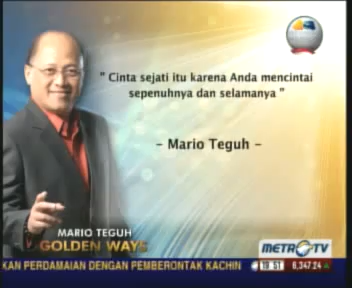 " Cinta sejati itu karena Anda mencintai
sepenuhnya dan selamanya "
- Mario Teguh -
MARIO TEGUH
GOLDEN WAYS
METRO TV
KAN PERDAMAIAN DENGAN PEMBERONTAK KACHIN
19 51
6,347.24